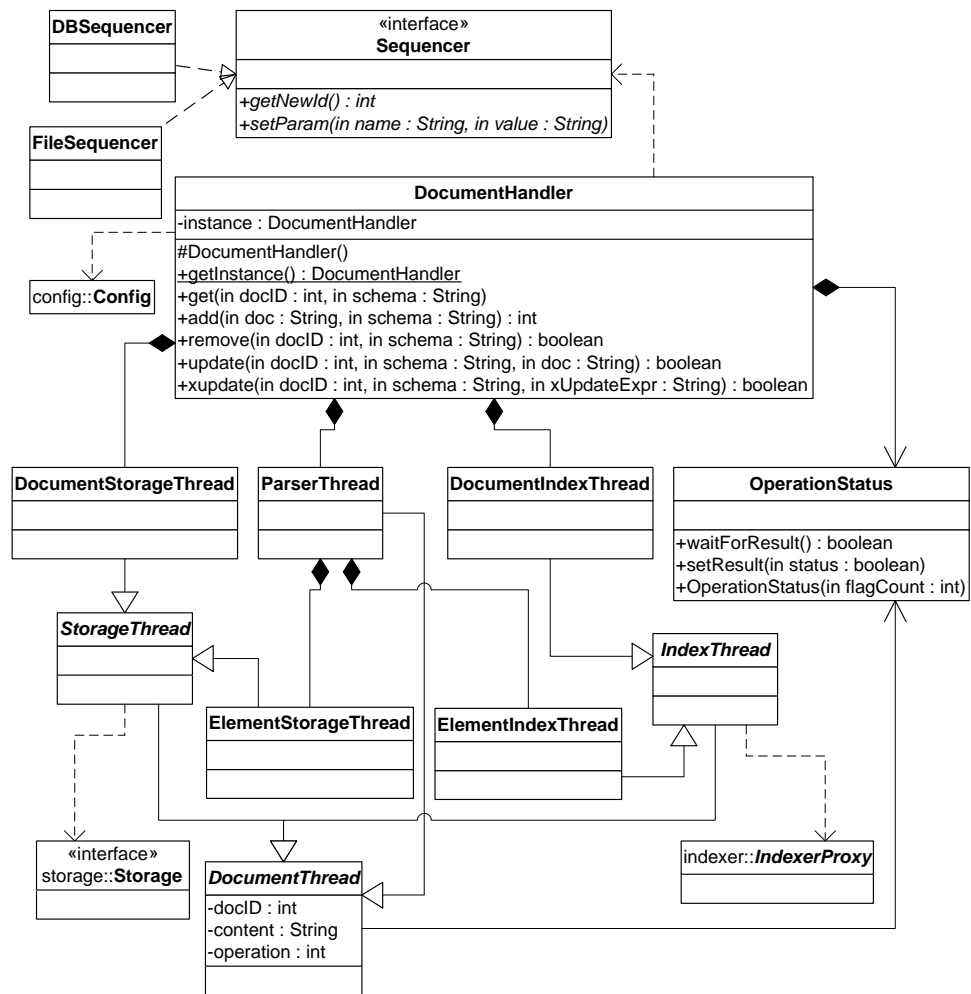 DBSequencer
«interface»
Sequencer
+getNewId() : int
+setParam(in name : String, in value : String)
FileSequencer
DocumentHandler
-instance : DocumentHandler
#DocumentHandler()
+getInstance() : DocumentHandler
+get(in docID : int, in schema : String)
+add(in doc : String, in schema : String) : int
+remove(in docID : int, in schema : String) : boolean
+update(in docID : int, in schema : String, in doc : String) : boolean
+xupdate(in docID : int, in schema : String, in xUpdateExpr : String) : boolean
config::Config
DocumentStorageThread
ParserThread
DocumentIndexThread
OperationStatus
+waitForResult() : boolean
+setResult(in status : boolean)
+OperationStatus(in flagCount : int)
StorageThread
IndexThread
ElementStorageThread
ElementIndexThread
«interface»
storage::Storage
indexer::IndexerProxy
DocumentThread
-docID : int
-content : String
-operation : int